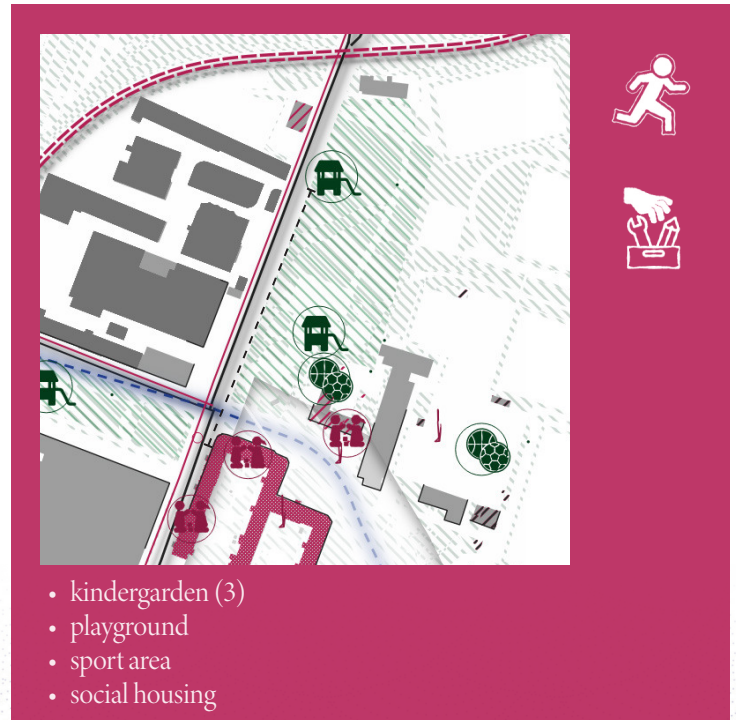 • kindergarden (3)
• playground
• sport area
• social housing